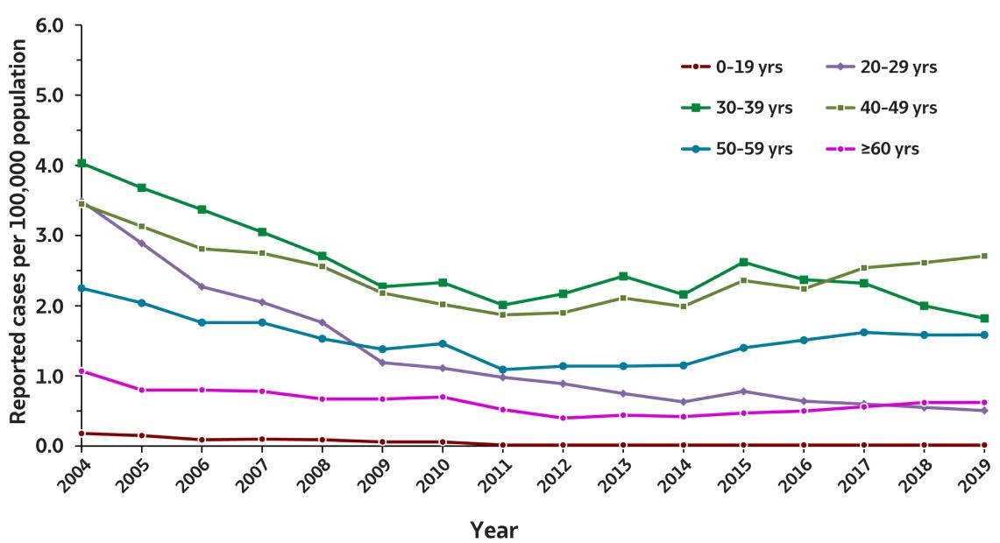 Reported cases per 100,000 population
6.0
5.0
4.0
3.0
2.0
1.0
0.0
0-19 yrs 20-29 yrs
30-39 yrs 40-49 yrs
50-59 yrs ≥60 yrs
2004 2005 2006 2007 2008 2009 2010 2011 2012 2013 2014 2015 2016 2017 2018 2019
Year